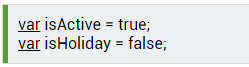 var isActive = true;
var isHoliday = false;